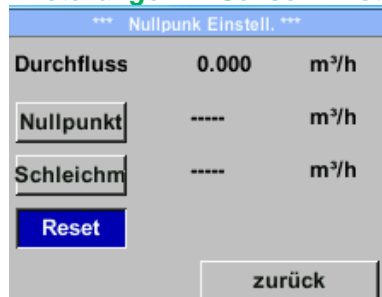 *** Nullpunk Einstell. ***
Durchfluss 0.000 m³/h
Nullpunkt ----- m³/h
Schleichm ----- m³/h
Reset
zurück